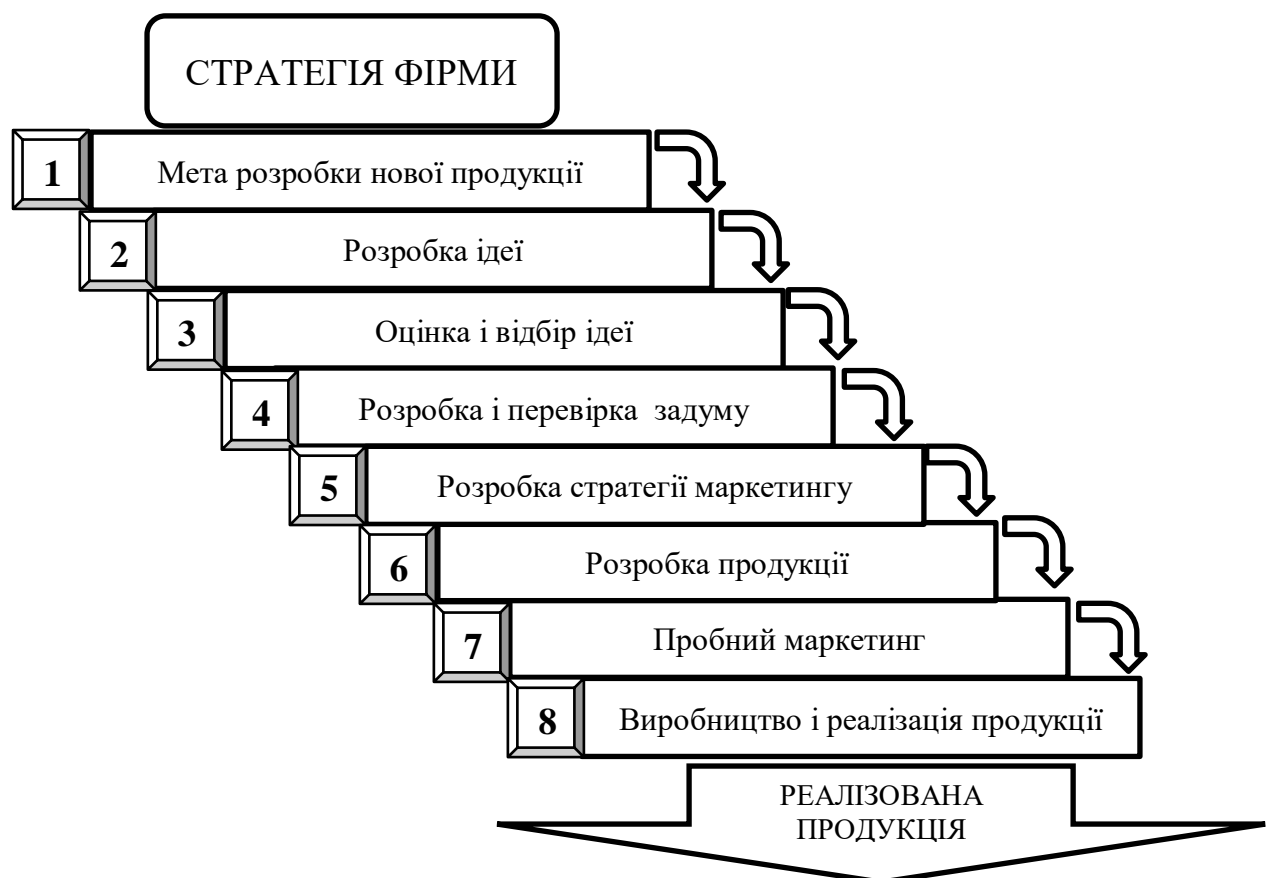 СТРАТЕГІЯ ФІРМИ
1 Мета розробки нової продукції
2 Розробка ідеї
3 Оцінка і відбір ідеї
4 Розробка і перевірка задуму
5 Розробка стратегії маркетингу
6 Розробка продукції
7 Пробний маркетинг
8 Виробництво і реалізація продукції
РЕАЛІЗОВАНА
ПРОДУКЦІЯ